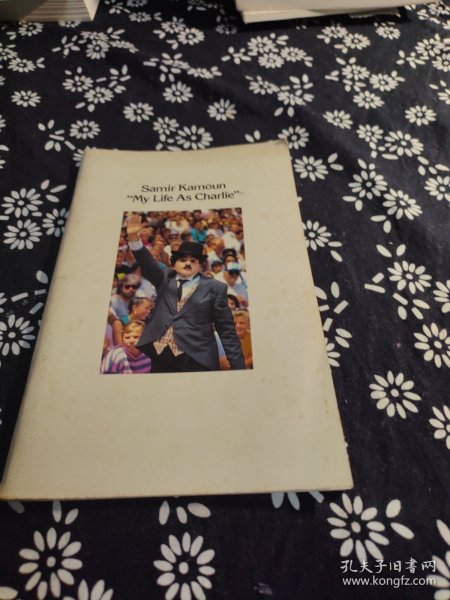 Samir Kamoun
"My Life As Charlie"®
孔夫子旧书网
www.kongfz.com